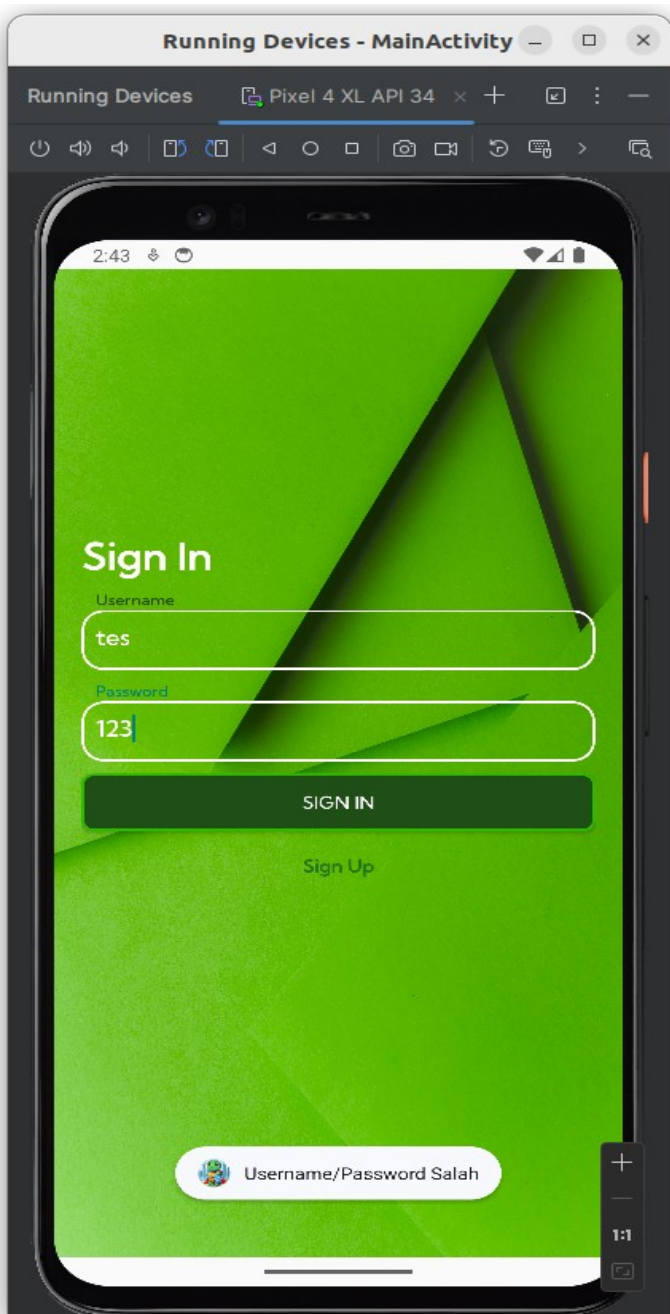 Running Devices - MainActivity
Running Devices Pixel 4 XL API 34
2:43
Sign In
Username
tes
Password
123
SIGN IN
Sign Up
Username/Password Salah
1:1